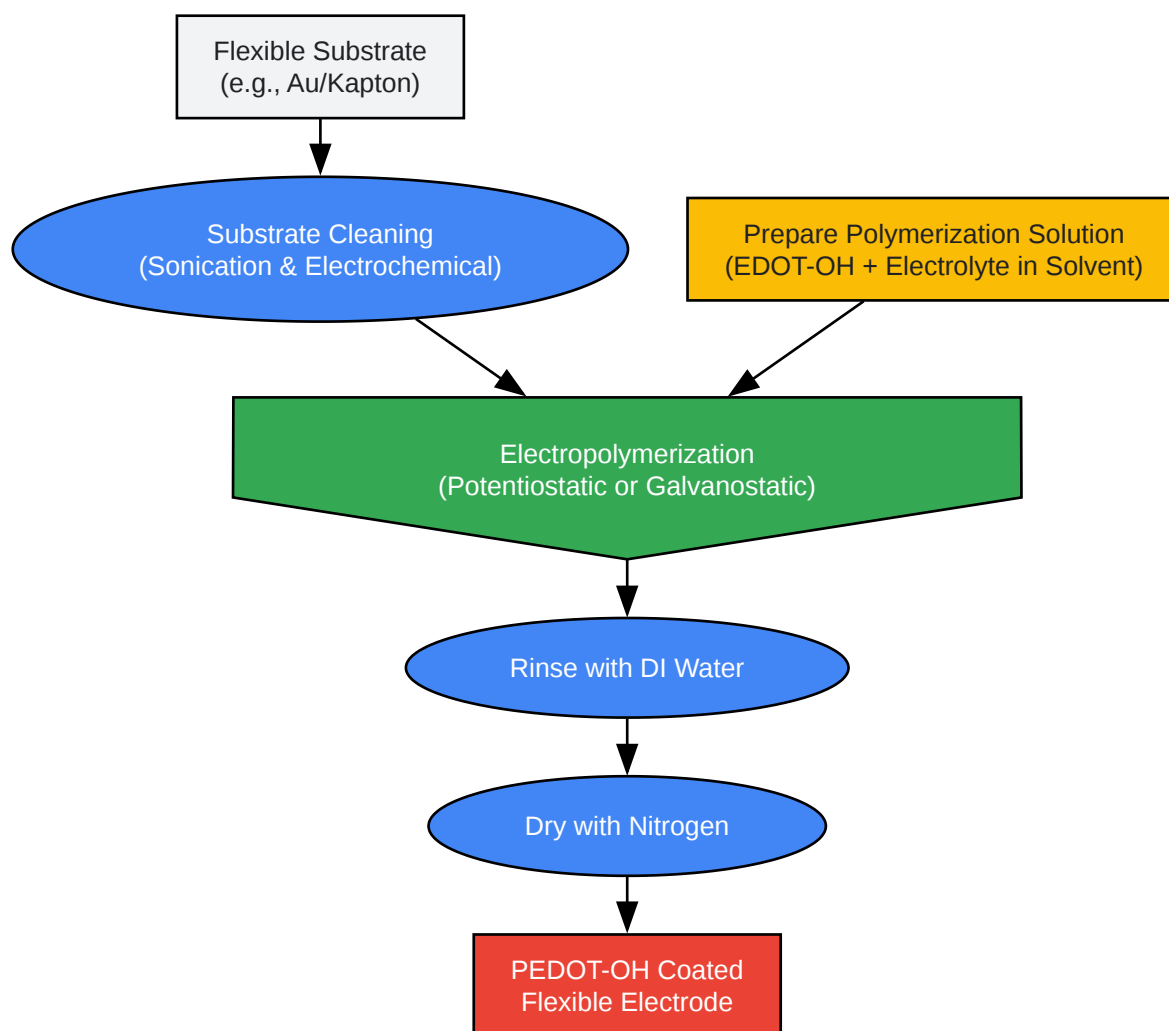 Flexible Substrate
(e.g., Au/Kapton)
Substrate Cleaning
(Sonication & Electrochemical)
Prepare Polymerization Solution
(EDOT-OH + Electrolyte in Solvent)
Electropolymerization
(Potentiostatic or Galvanostatic)
Rinse with DI Water
Dry with Nitrogen
PEDOT-OH Coated
Flexible Electrode